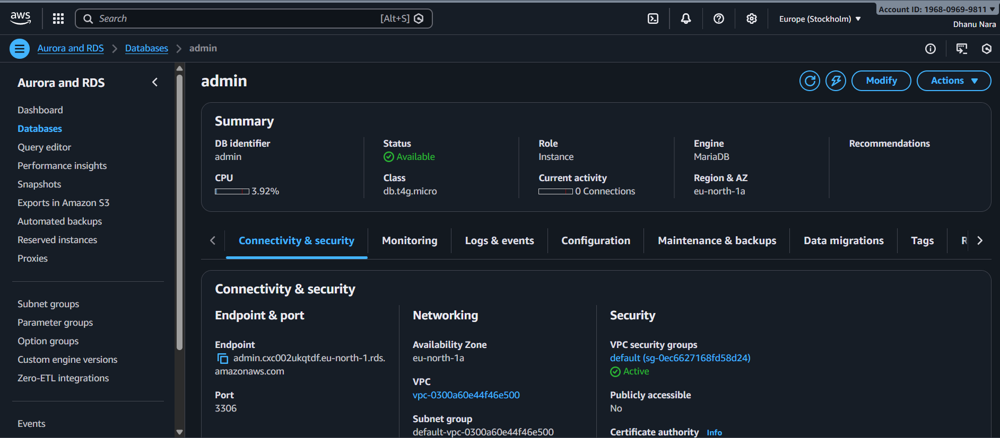 aws
Search
[Alt+S]
Europe (Stockholm)
Account ID: 1968-0969-9811
Dhanu Nara
Aurora and RDS
Databases
admin
Aurora and RDS
Dashboard
Databases
Query editor
Performance insights
Snapshots
Exports in Amazon S3
Automated backups
Reserved instances
Proxies
Subnet groups
Parameter groups
Option groups
Custom engine versions
Zero-ETL integrations
Events
admin
Modify
Actions
Summary
DB identifier
admin
Status
Available
Role
Instance
Engine
MariaDB
Recommendations
CPU
3.92%
Class
db.t4g.micro
Current activity
0 Connections
Region & AZ
eu-north-1a
Connectivity & security
Monitoring
Logs & events
Configuration
Maintenance & backups
Data migrations
Tags
Connectivity & security
Endpoint & port
Endpoint
admin.cxc002ukqtdf.eu-north-1.rds.
amazonaws.com
Port
3306
Networking
Availability Zone
eu-north-1a
VPC
vpc-0300a60e44f46e500
Subnet group
default-vpc-0300a60e44f46e500
Security
VPC security groups
default (sg-0ec6627168fd58d24)
Active
Publicly accessible
No
Certificate authority Info